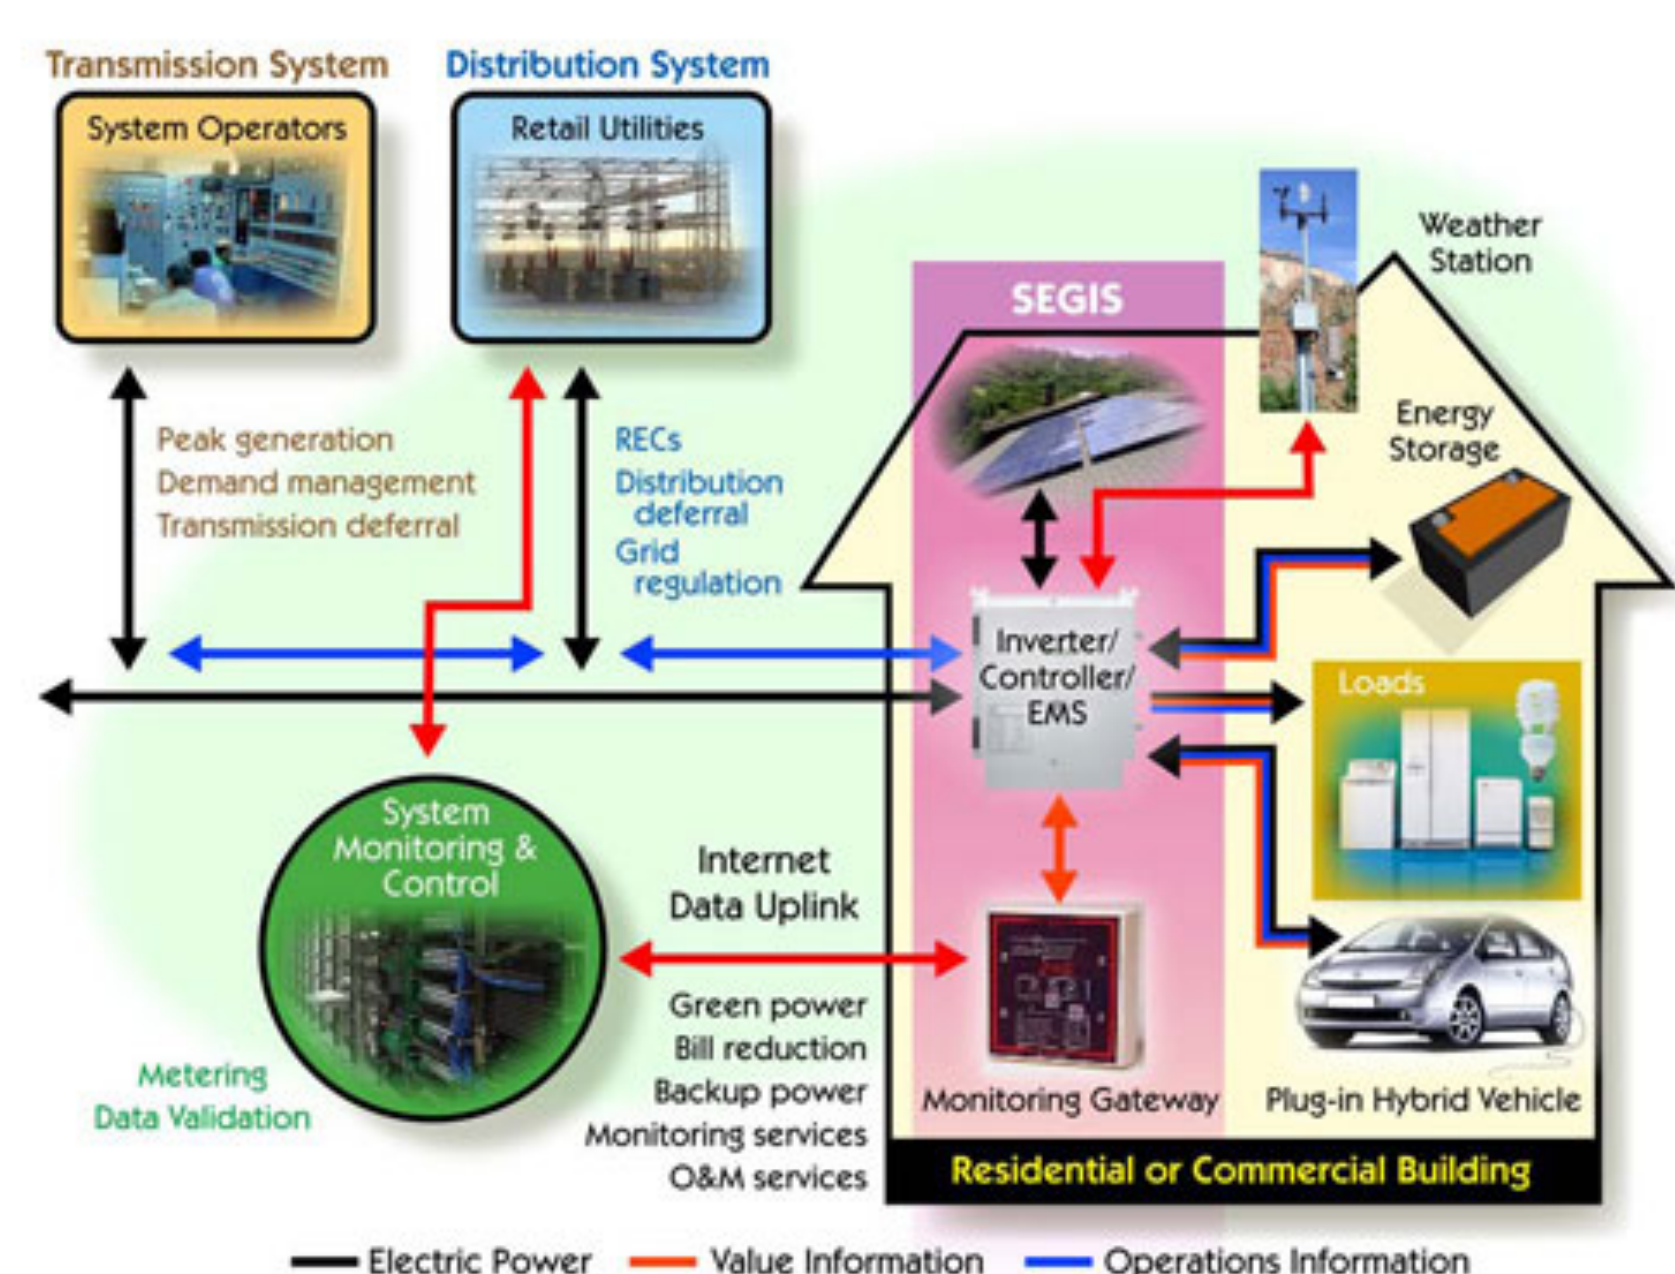 Transmission System
Distribution System
System Operators
Retail Utilities
Weather
Station
SEGIS
Energy
Storage
Peak generation
Demand management
Transmission deferral
RECs
Distribution
deferral
Grid
regulation
Inverter/
Controller/
EMS
Loads
System
Monitoring &
Control
Internet
Data Uplink
Green power
Bill reduction
Backup power
Monitoring services
O&M services
Metering
Data Validation
Monitoring Gateway
Plug-in Hybrid Vehicle
Residential or Commercial Building
Electric Power
Value Information
Operations Information